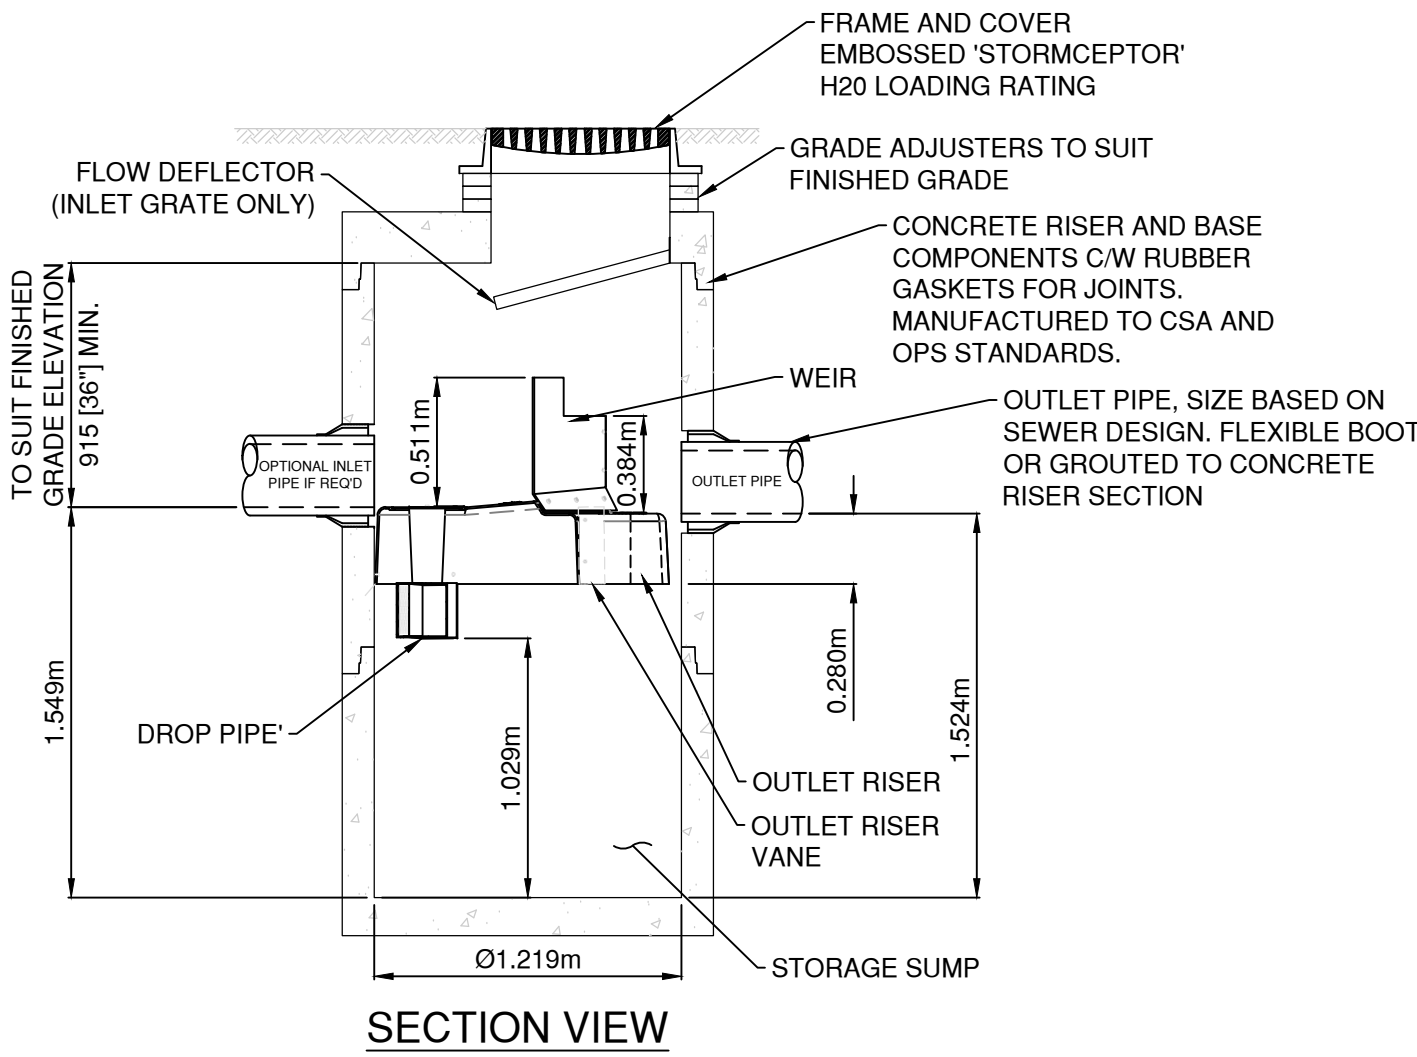 FRAME AND COVER
EMBOSSED 'STORMCEPTOR'
H20 LOADING RATING
GRADE ADJUSTERS TO SUIT
FINISHED GRADE
FLOW DEFLECTOR
(INLET GRATE ONLY)
CONCRETE RISER AND BASE
COMPONENTS C/W RUBBER
GASKETS FOR JOINTS.
MANUFACTURED TO CSA AND
OPS STANDARDS.
TO SUIT FINISHED
GRADE ELEVATION
915 [36"] MIN.
WEIR
0.511m
0.384m
OUTLET PIPE, SIZE BASED ON
SEWER DESIGN. FLEXIBLE BOOT
OR GROUTED TO CONCRETE
RISER SECTION
OPTIONAL INLET
PIPE IF REQ'D
OUTLET PIPE
1.549m
DROP PIPE'
1.029m
0.280m
1.524m
OUTLET RISER
OUTLET RISER
VANE
Ø1.219m
STORAGE SUMP
SECTION VIEW